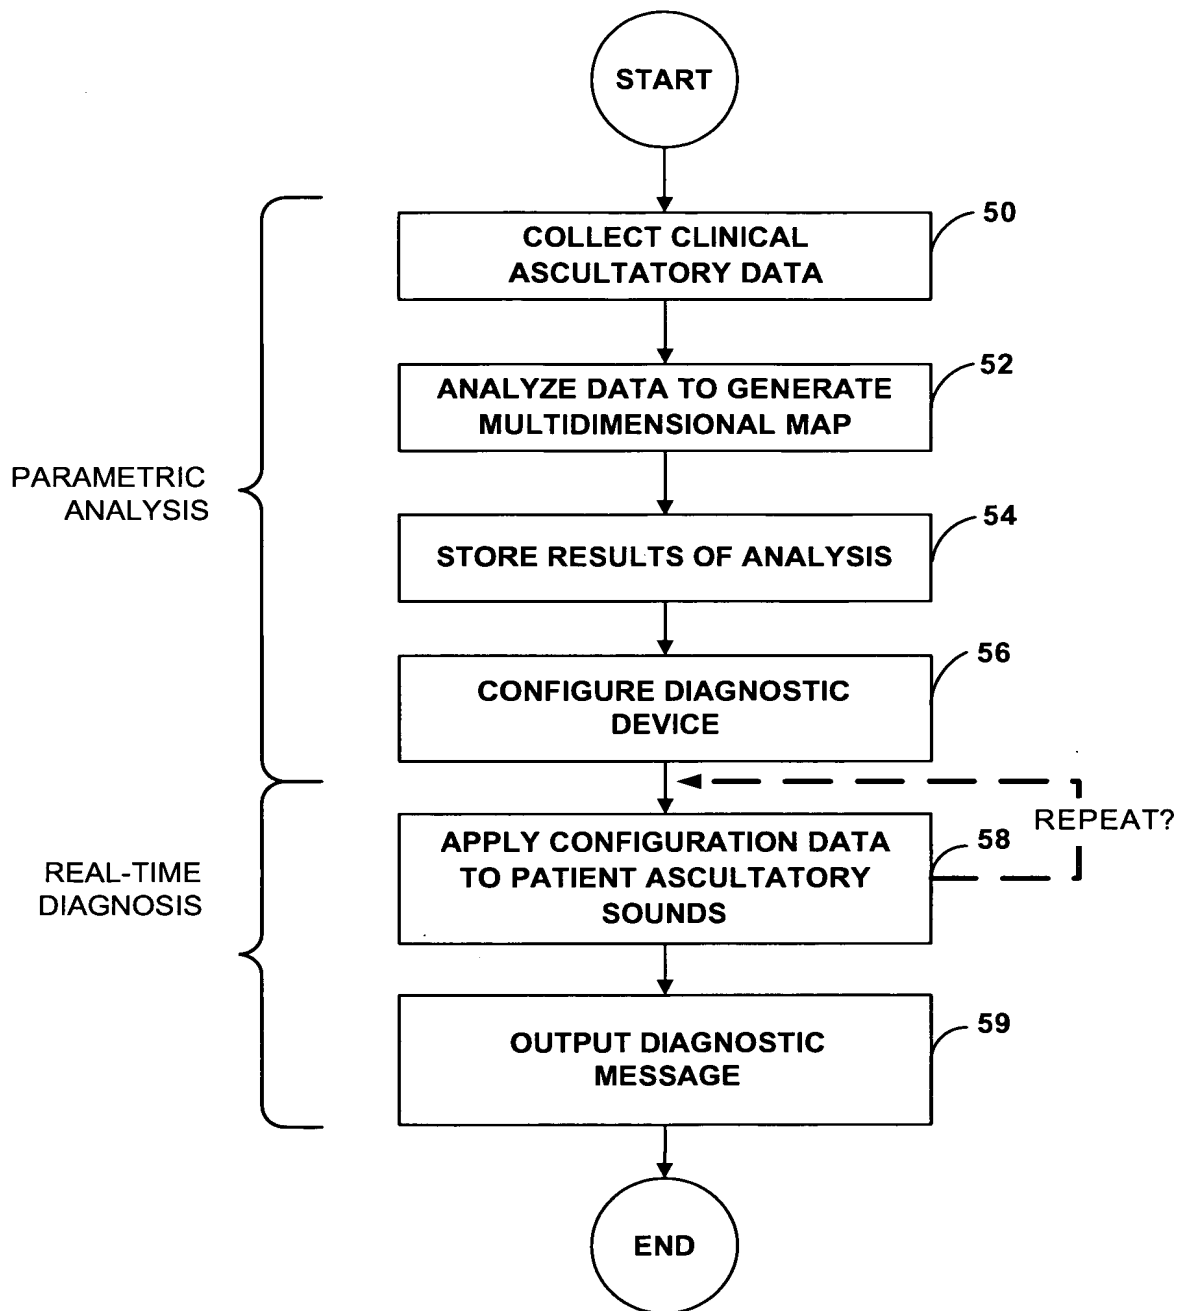 START
50
COLLECT CLINICAL
ASCULTATORY DATA
52
ANALYZE DATA TO GENERATE
MULTIDIMENSIONAL MAP
PARAMETRIC
ANALYSIS
54
STORE RESULTS OF ANALYSIS
56
CONFIGURE DIAGNOSTIC
DEVICE
REPEAT?
58
APPLY CONFIGURATION DATA
TO PATIENT ASCULTATORY
SOUNDS
REAL-TIME
DIAGNOSIS
59
OUTPUT DIAGNOSTIC
MESSAGE
END